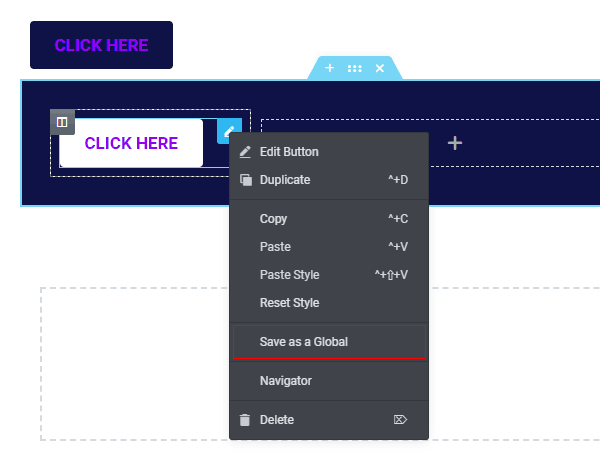 CLICK HERE
CLICK HERE
Edit Button
Duplicate ^+D
Copy ^+C
Paste ^+V
Paste Style ^+⇧+V
Reset Style
Save as a Global
Navigator
Delete ⌦